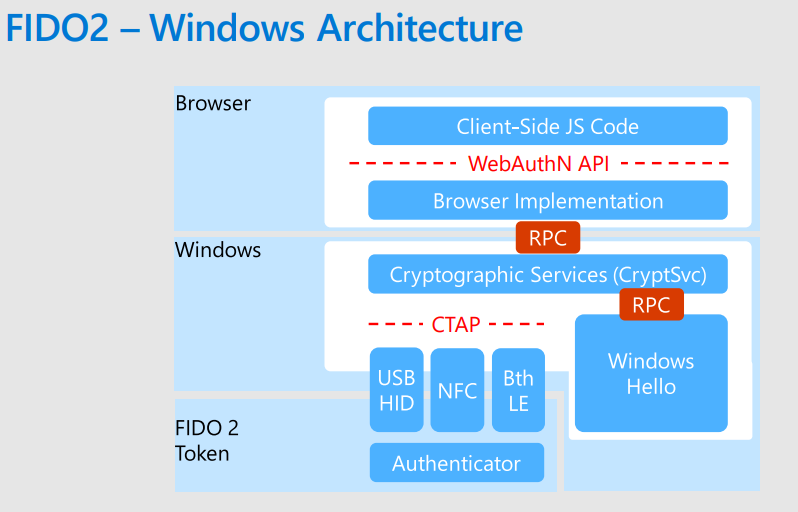 FIDO2 – Windows Architecture
Browser
Client-Side JS Code
WebAuthN API
Browser Implementation
RPC
Windows
Cryptographic Services (CryptSvc)
RPC
CTAP
USB
HID
NFC
Bth
LE
Windows
Hello
FIDO 2
Token
Authenticator